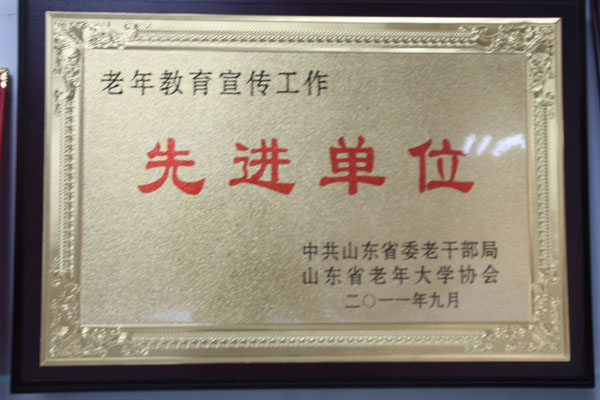 老年教育宣传工作
先进单位
中共山东省委老干部局
山东省老年大学协会
二〇一一年九月